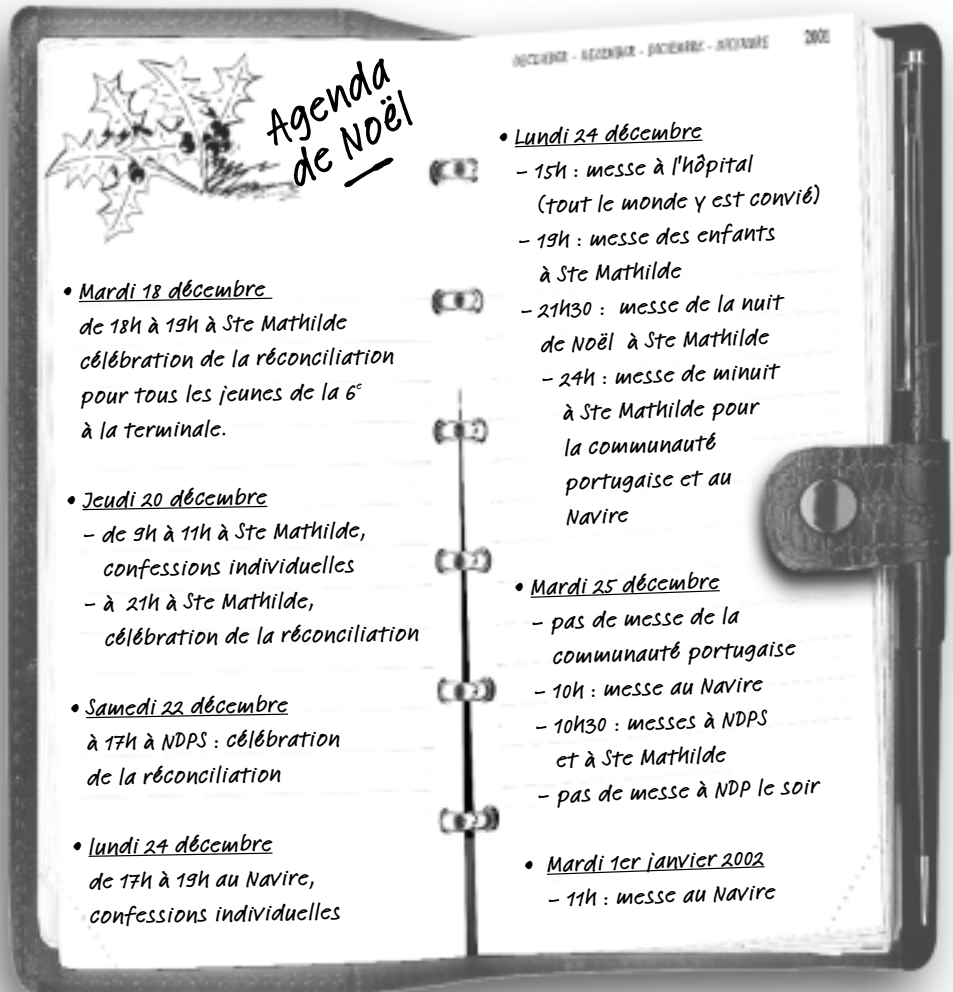 Agenda
de Noël
• Mardi 18 décembre
de 18h à 19h à Ste Mathilde
célébration de la réconciliation
pour tous les jeunes de la 6e
à la terminale.
• Jeudi 20 décembre
– de 9h à 11h à Ste Mathilde,
confessions individuelles
– à 21h à Ste Mathilde,
célébration de la réconciliation
• Samedi 22 décembre
à 17h à NDPS : célébration
de la réconciliation
• lundi 24 décembre
de 17h à 19h au Navire,
confessions individuelles
2001
• Lundi 24 décembre
– 15h : messe à l'hôpital
(tout le monde y est convié)
– 19h : messe des enfants
à Ste Mathilde
– 21h30 : messe de la nuit
de Noël à Ste Mathilde
– 24h : messe de minuit
à Ste Mathilde pour
la communauté
portugaise et au
Navire
• Mardi 25 décembre
– pas de messe de la
communauté portugaise
– 10h : messe au Navire
– 10h30 : messes à NDPS
et à Ste Mathilde
– pas de messe à NDP le soir
• Mardi 1er janvier 2002
– 11h : messe au Navire